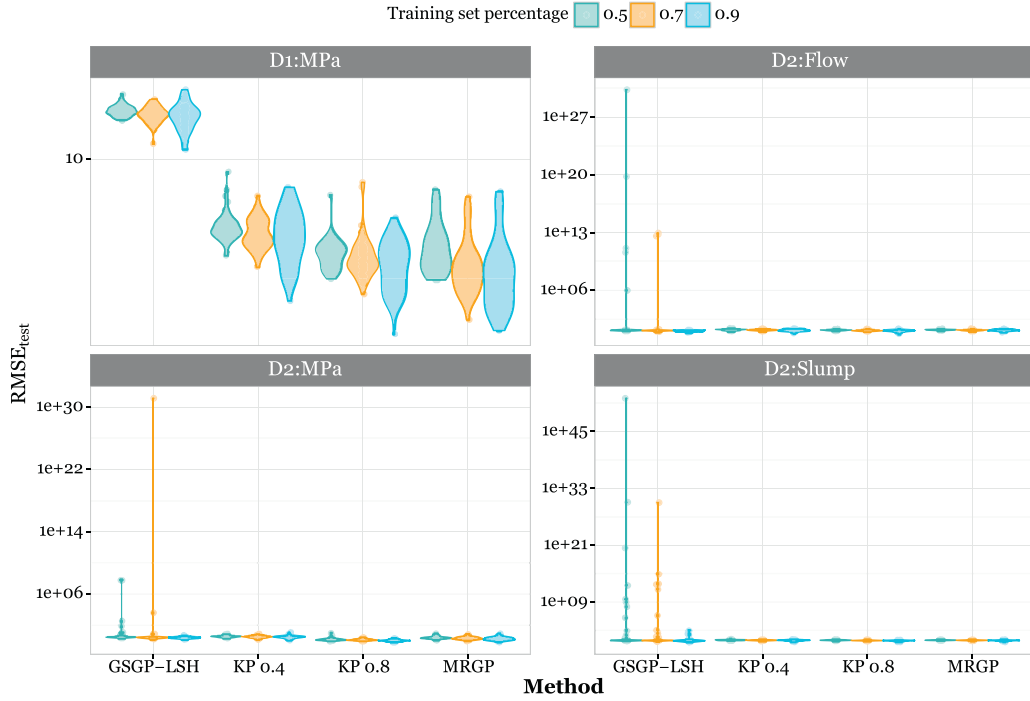 Training set percentage 0.5 0.7 0.9
D1:MPa
D2:Flow
10
1e+27
1e+20
1e+13
1e+06
RMSEtest
D2:MPa
D2:Slump
1e+30
1e+22
1e+14
1e+06
1e+45
1e+33
1e+21
1e+09
GSGP−LSH KP 0.4 KP 0.8 MRGP
GSGP−LSH KP 0.4 KP 0.8 MRGP
Method